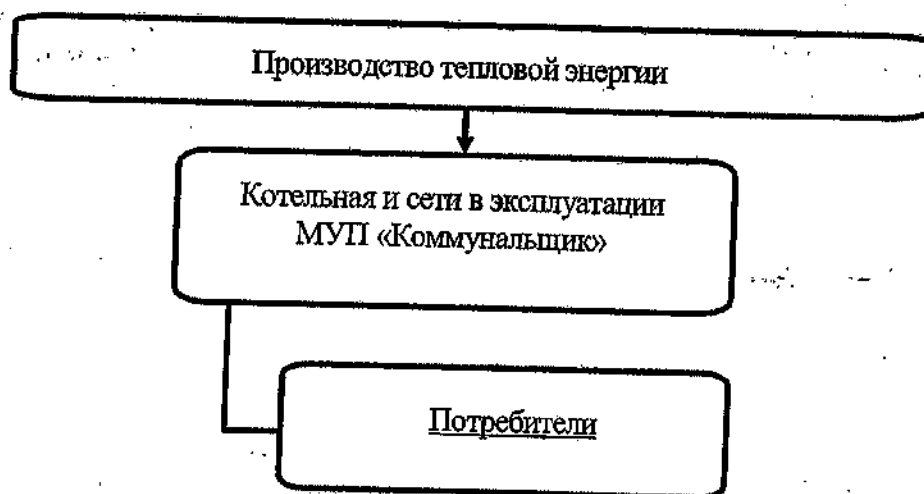 Производство тепловой энергии
Котельная и сети в эксплуатации
МУП «Коммунальщик»
Потребители